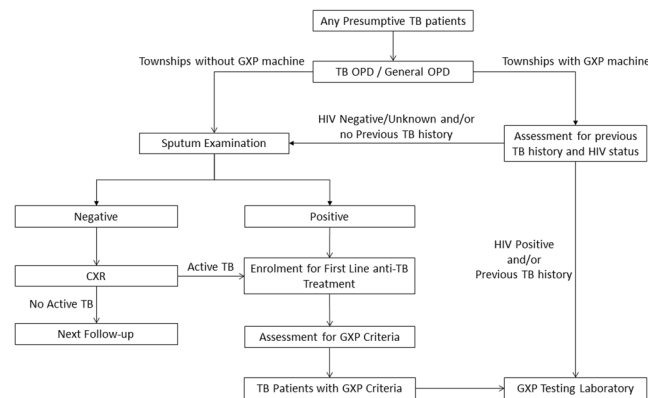 Any Presumptive TB patients
Townships without GXP machine
Townships with GXP machine
TB OPD / General OPD
HIV Negative/Unknown and/or
no Previous TB history
Sputum Examination
Assessment for previous
TB history and HIV status
Negative
Positive
HIV Positive
and/or
Previous TB history
CXR
Active TB
Enrolment for First Line anti-TB
Treatment
No Active TB
Next Follow-up
Assessment for GXP Criteria
TB Patients with GXP Criteria
GXP Testing Laboratory